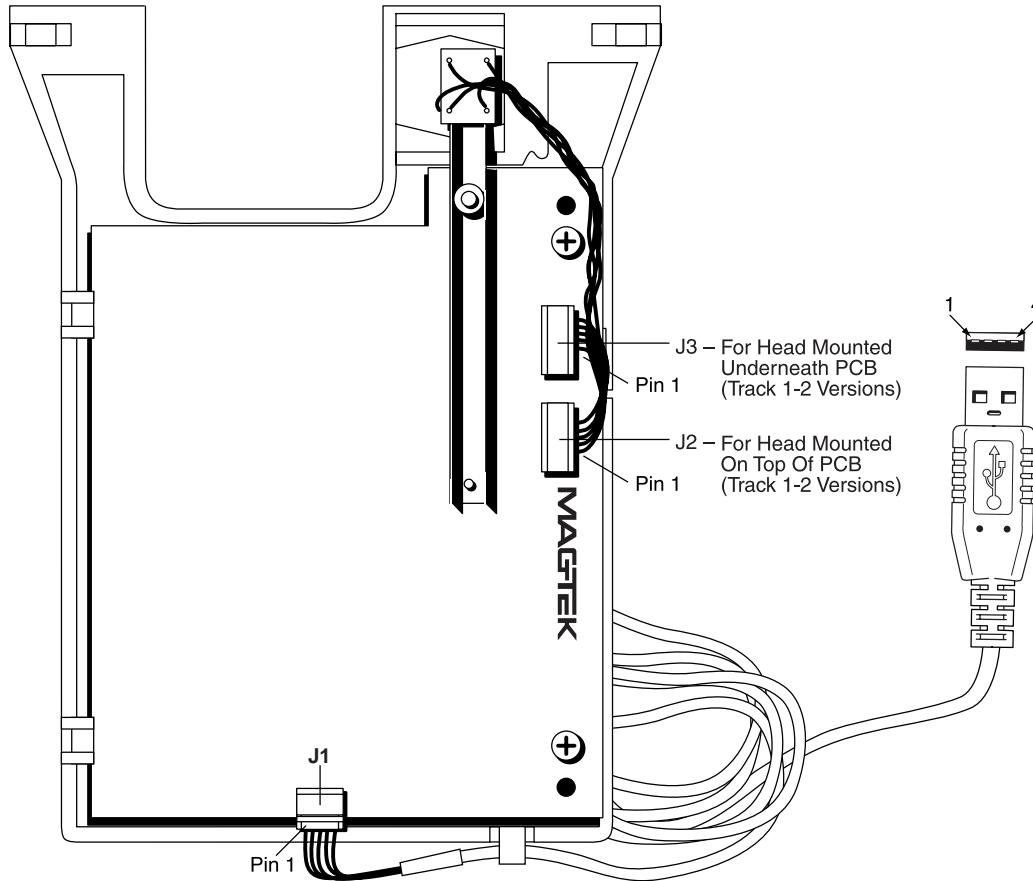 1
4
J3 – For Head Mounted
Underneath PCB
(Track 1-2 Versions)
Pin 1
J2 – For Head Mounted
On Top Of PCB
(Track 1-2 Versions)
Pin 1
MAGTEK
J1
Pin 1